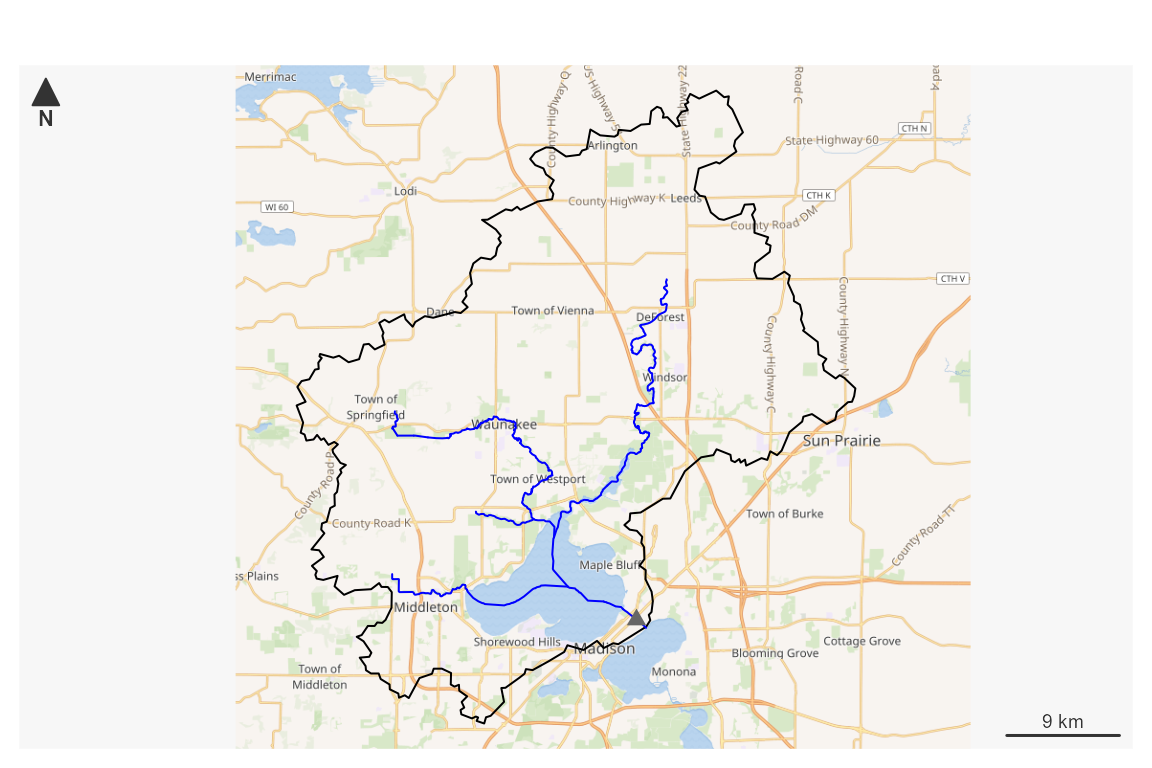 Merrimac
N
County Highway Q
US Highway 5
State Highway 22
Road C
CTH N
State Highway 60
Arlington
Lodi
WI 60
County Highway K
Leeds
CTH K
County Road DM
CTH V
Dane
Town of Vienna
DeForest
County Highway C
County Highway N
Windsor
Town of
Springfield
Waunakee
Sun Prairie
County Road P
Town of Westport
Town of Burke
County Road K
County Road TT
Maple Bluff
ss Plains
Middleton
Shorewood Hills
Madison
Cottage Grove
Blooming Grove
Town of
Middleton
Monona
9 km